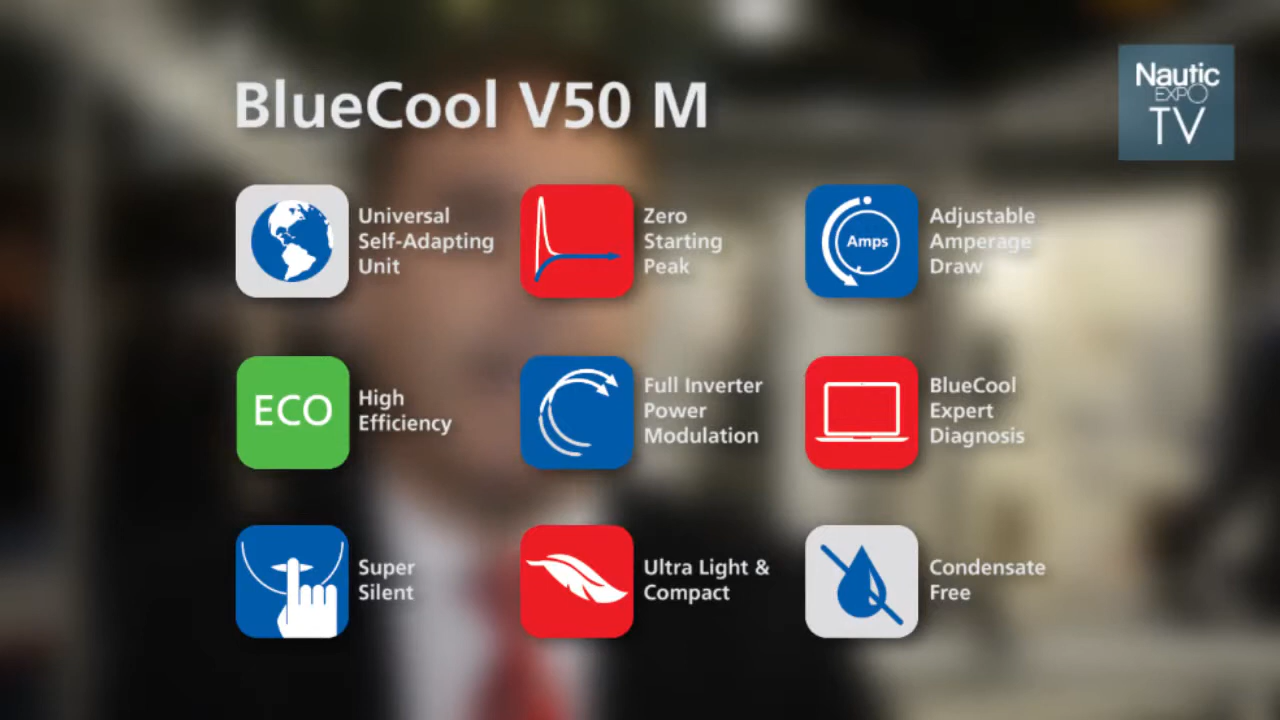 BlueCool V50 M
Nautic
EXPO
TV
Universal
Self-Adapting
Unit
Zero
Starting
Peak
Amps
Adjustable
Amperage
Draw
ECO
High
Efficiency
Full Inverter
Power
Modulation
BlueCool
Expert
Diagnosis
Super
Silent
Ultra Light &
Compact
Condensate
Free